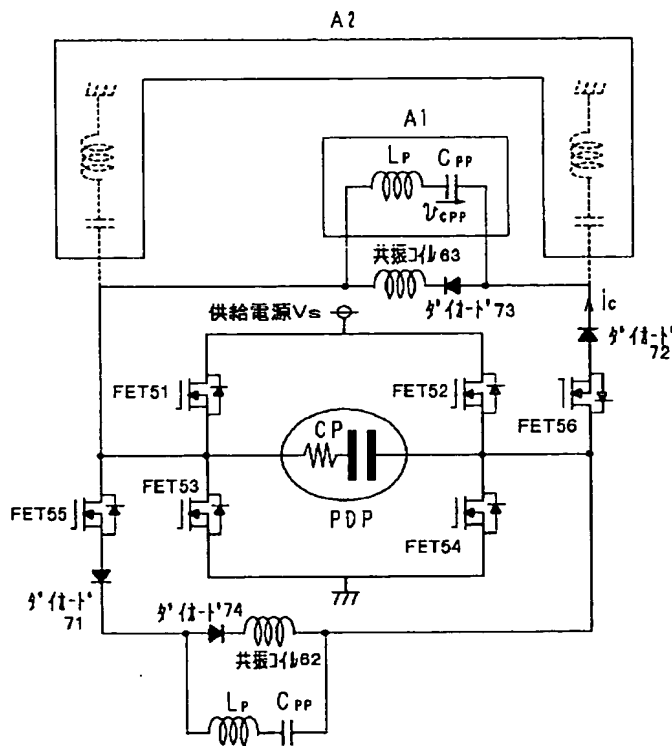 A2
A1
LP CPP
VCPP
共振コイル63
ダイオード73
ic
供給電源Vs
ダイオード72
FET51
FET52
FET56
CP
FET53
FET55
PDP
FET54
ダイオード71
ダイオード74
共振コイル62
LP CPP